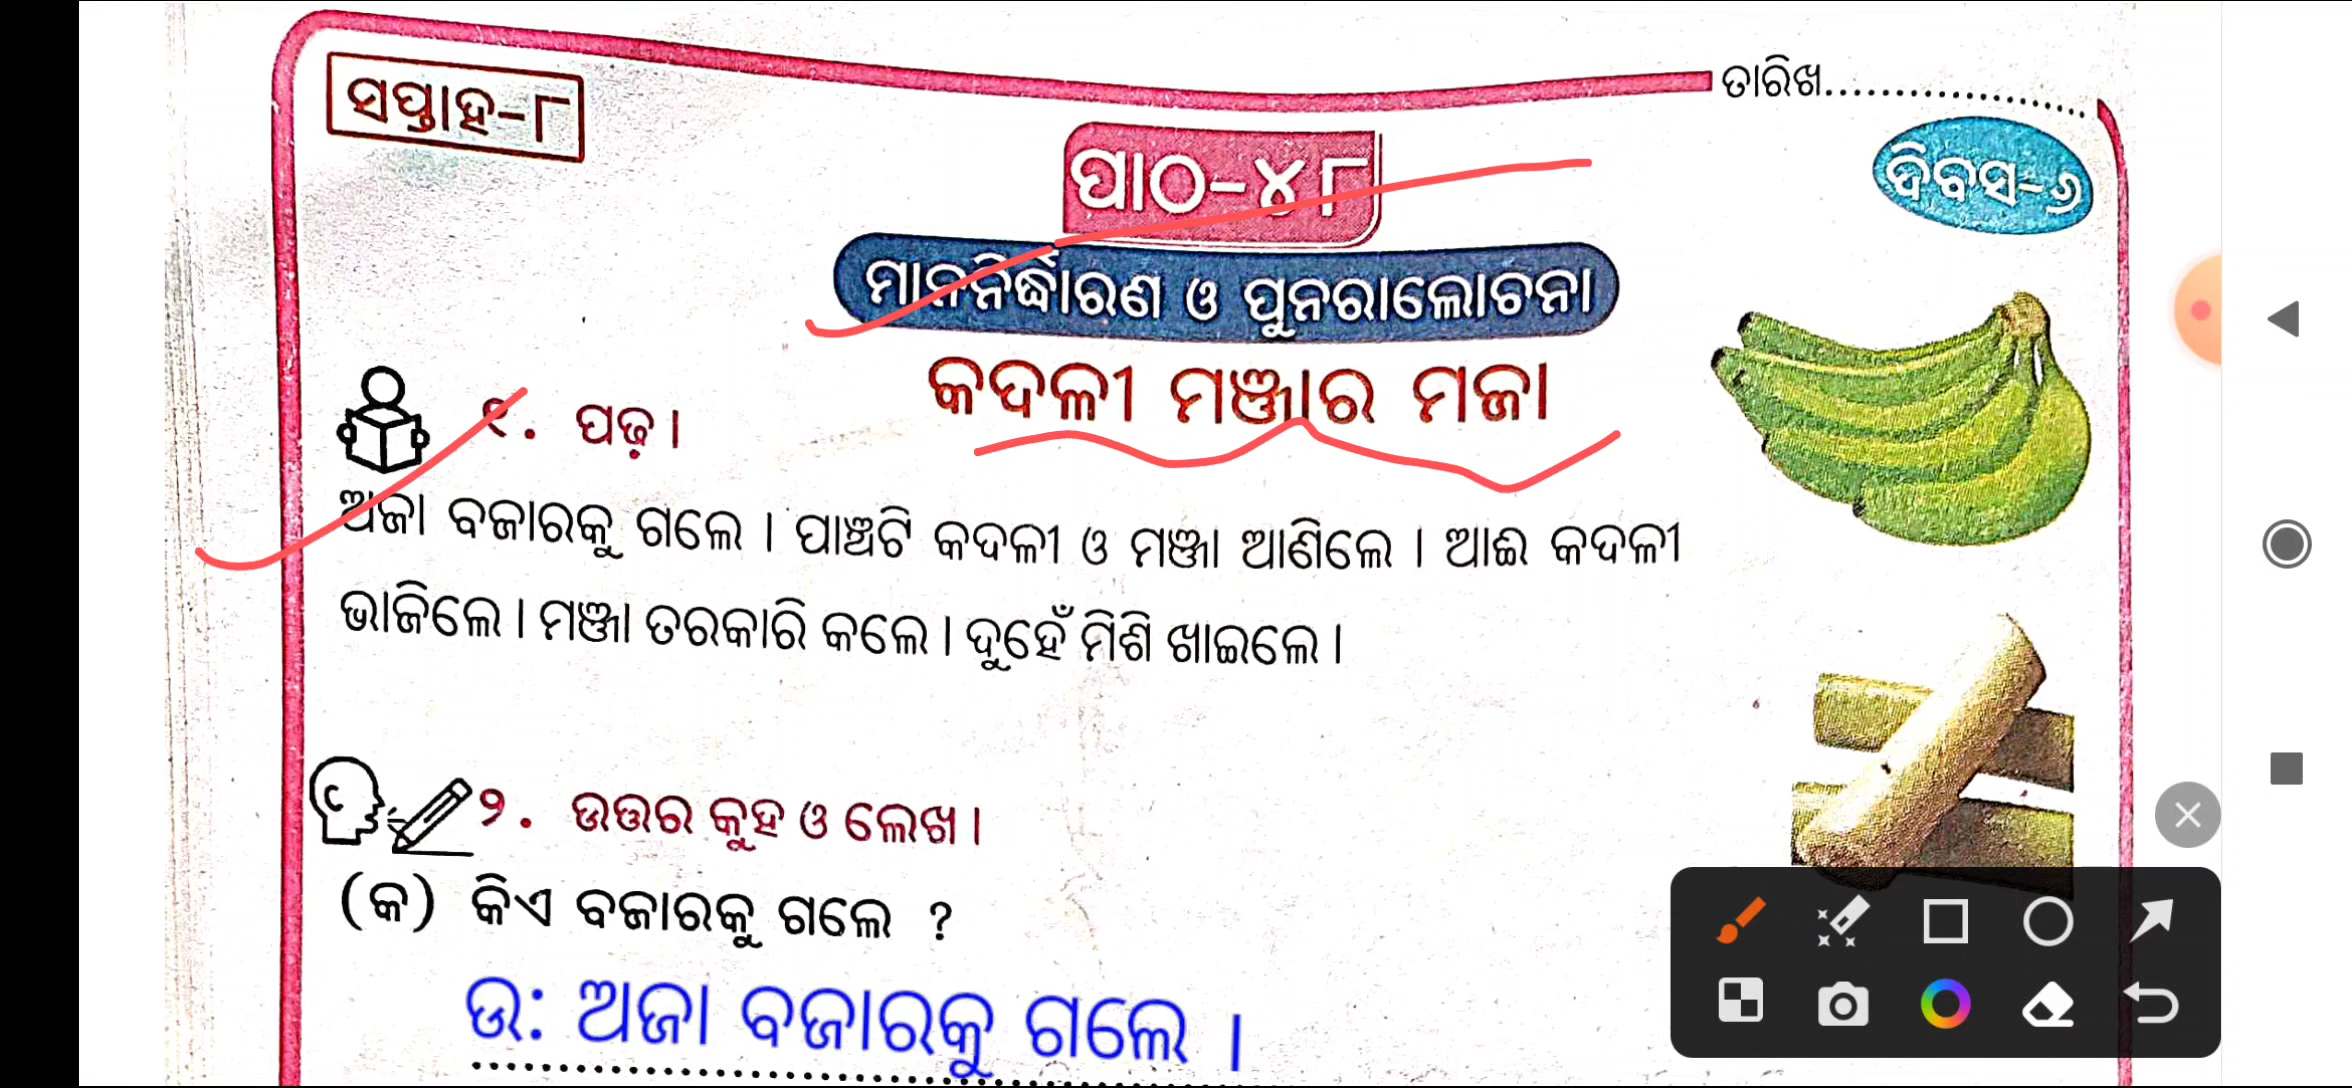 ସପ୍ତାହ-୮
ତାରିଖ....................
ପାଠ-୪୮
ଦିବସ-୬
ମାନନିର୍ଦ୍ଧାରଣ ଓ ପୁନରାଲୋଚନା
କଦଳୀ ମଞ୍ଜାର ମଜା
୧. ପଢ଼।
ଅଜା ବଜାରକୁ ଗଲେ । ପାଞ୍ଚଟି କଦଳୀ ଓ ମଞ୍ଜା ଆଣିଲେ । ଆଈ କଦଳୀ
ଭାଜିଲେ । ମଞ୍ଜା ତରକାରି କଲେ । ଦୁହେଁ ମିଶି ଖାଇଲେ ।
୨. ଉତ୍ତର କୁହ ଓ ଲେଖ।
(କ) କିଏ ବଜାରକୁ ଗଲେ ?
ଉ: ଅଜା ବଜାରକୁ ଗଲେ ।